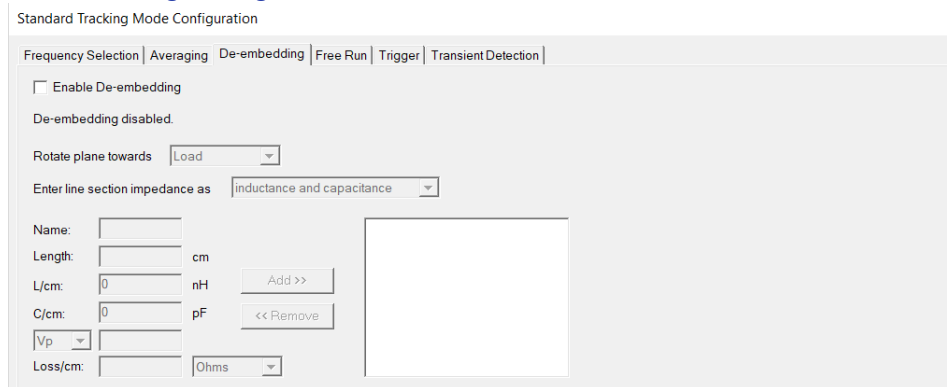 Standard Tracking Mode Configuration
Frequency Selection Averaging De-embedding Free Run Trigger Transient Detection
Enable De-embedding
De-embedding disabled.
Rotate plane towards Load
Enter line section impedance as inductance and capacitance
Name:
Length: cm
L/cm: 0 nH
Add >>
C/cm: 0 pF
<< Remove
Vp
Loss/cm: Ohms